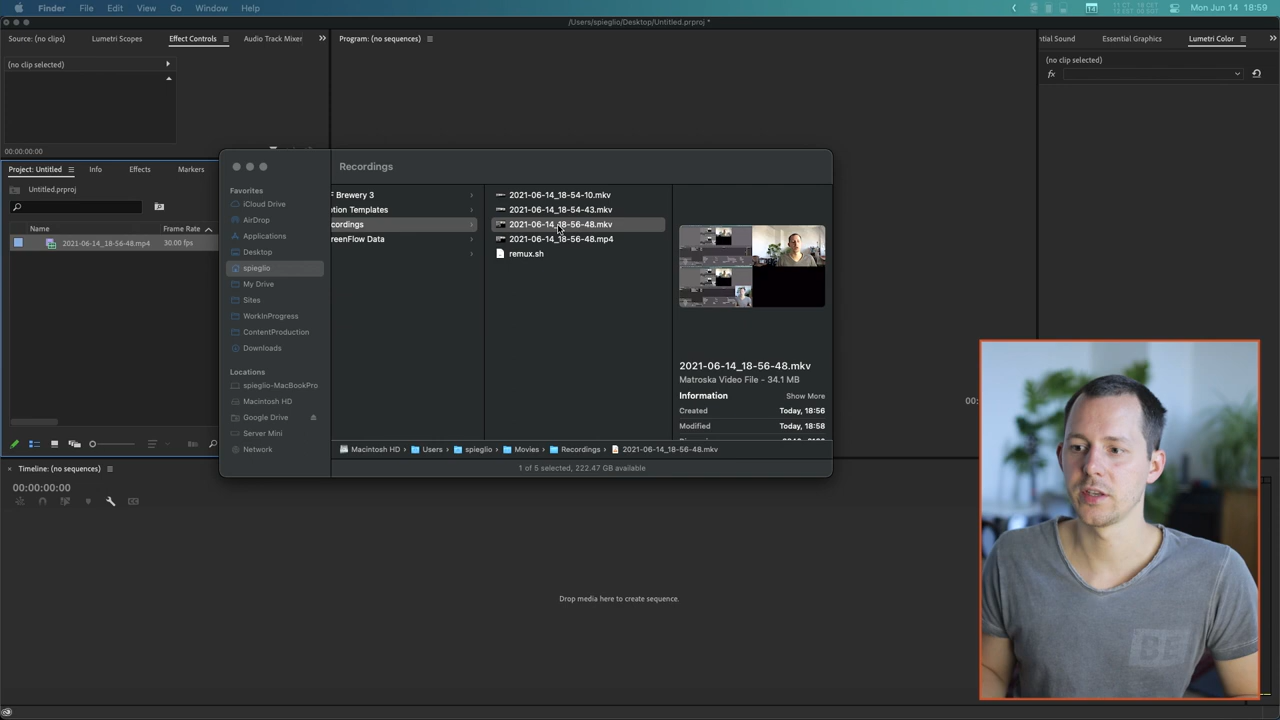 Finder File Edit View Go Window Help
Mon Jun 14 18:59
/Users/spieglio/Desktop/Untitled.prproj *
Source: (no clips) Lumetri Scopes Effect Controls Audio Track Mixer
Program: (no sequences)
ntial Sound Essential Graphics Lumetri Color
(no clip selected)
(no clip selected)
fx
00:00:00:00
Project: Untitled Info Effects Markers
Untitled.prproj
Name Frame Rate
2021-06-14_18-56-48.mp4 30.00 fps
Recordings
Favorites
iCloud Drive
AirDrop
Applications
Desktop
spieglio
My Drive
Sites
WorkInProgress
ContentProduction
Downloads
Locations
spieglio-MacBookPro
Macintosh HD
Google Drive
Server Mini
Network
F Brewery 3
otion Templates
cordings
reenFlow Data
2021-06-14_18-54-10.mkv
2021-06-14_18-54-43.mkv
2021-06-14_18-56-48.mkv
2021-06-14_18-56-48.mp4
remux.sh
2021-06-14_18-56-48.mkv
Matroska Video File - 34.1 MB
Information Show More
Created Today, 18:56
Modified Today, 18:58
Macintosh HD › Users › spieglio › Movies › Recordings › 2021-06-14_18-56-48.mkv
1 of 5 selected, 222.47 GB available
00:
Timeline: (no sequences)
00:00:00:00
Drop media here to create sequence.
BE